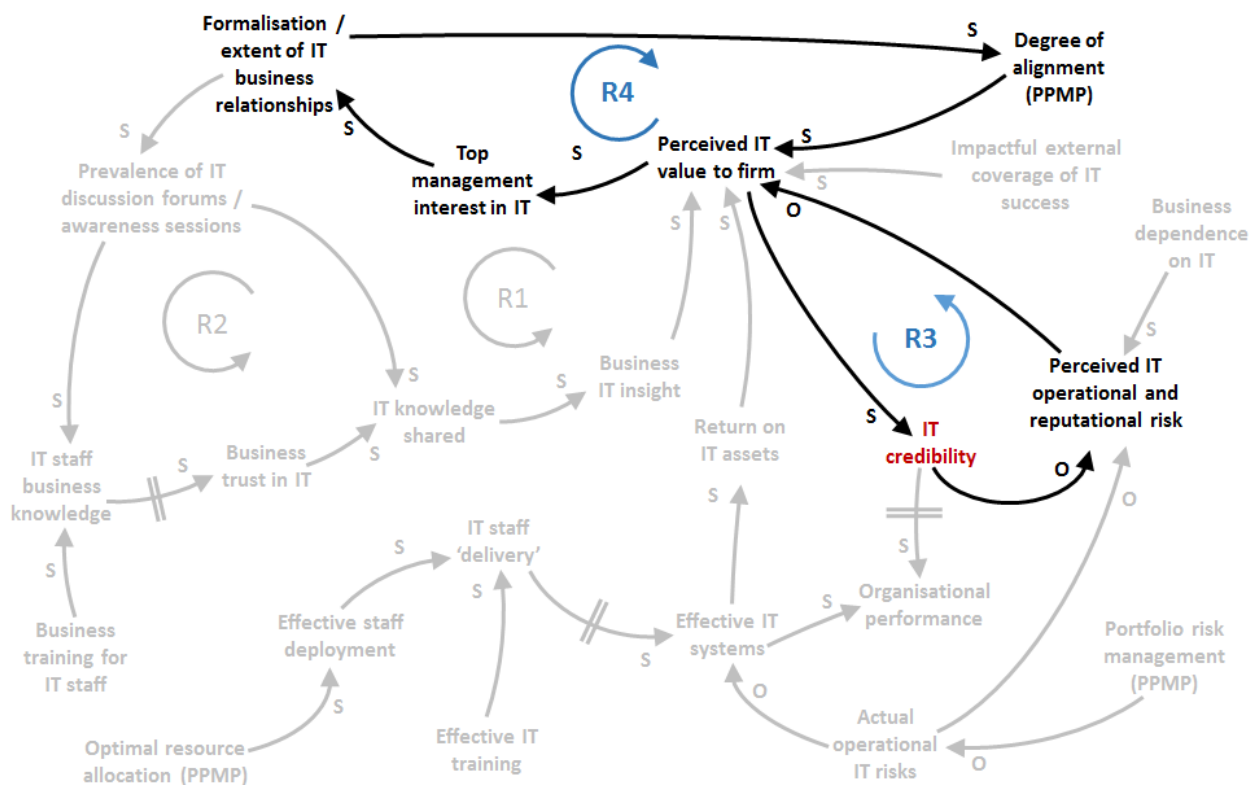 Formalisation /
extent of IT
business
relationships
S
Degree of
alignment
(PPMP)
R4
S
S
S
S
Prevalence of IT
discussion forums /
awareness sessions
Top
management
interest in IT
Perceived IT
value to firm
S
Impactful external
coverage of IT
success
O
Business
dependence
on IT
S
S
R2
R1
S
R3
Perceived IT
operational and
reputational risk
S
S
S
Business
IT insight
IT knowledge
shared
S
Return on
IT assets
S
IT
credibility
IT staff
business
knowledge
S
Business
trust in IT
O
O
S
IT staff
‘delivery’
S
S
S
S
Organisational
performance
S
Business
training for
IT staff
Effective staff
deployment
S
Effective IT
systems
S
Portfolio risk
management
(PPMP)
S
O
Optimal resource
allocation (PPMP)
Effective IT
training
Actual
operational
IT risks
O